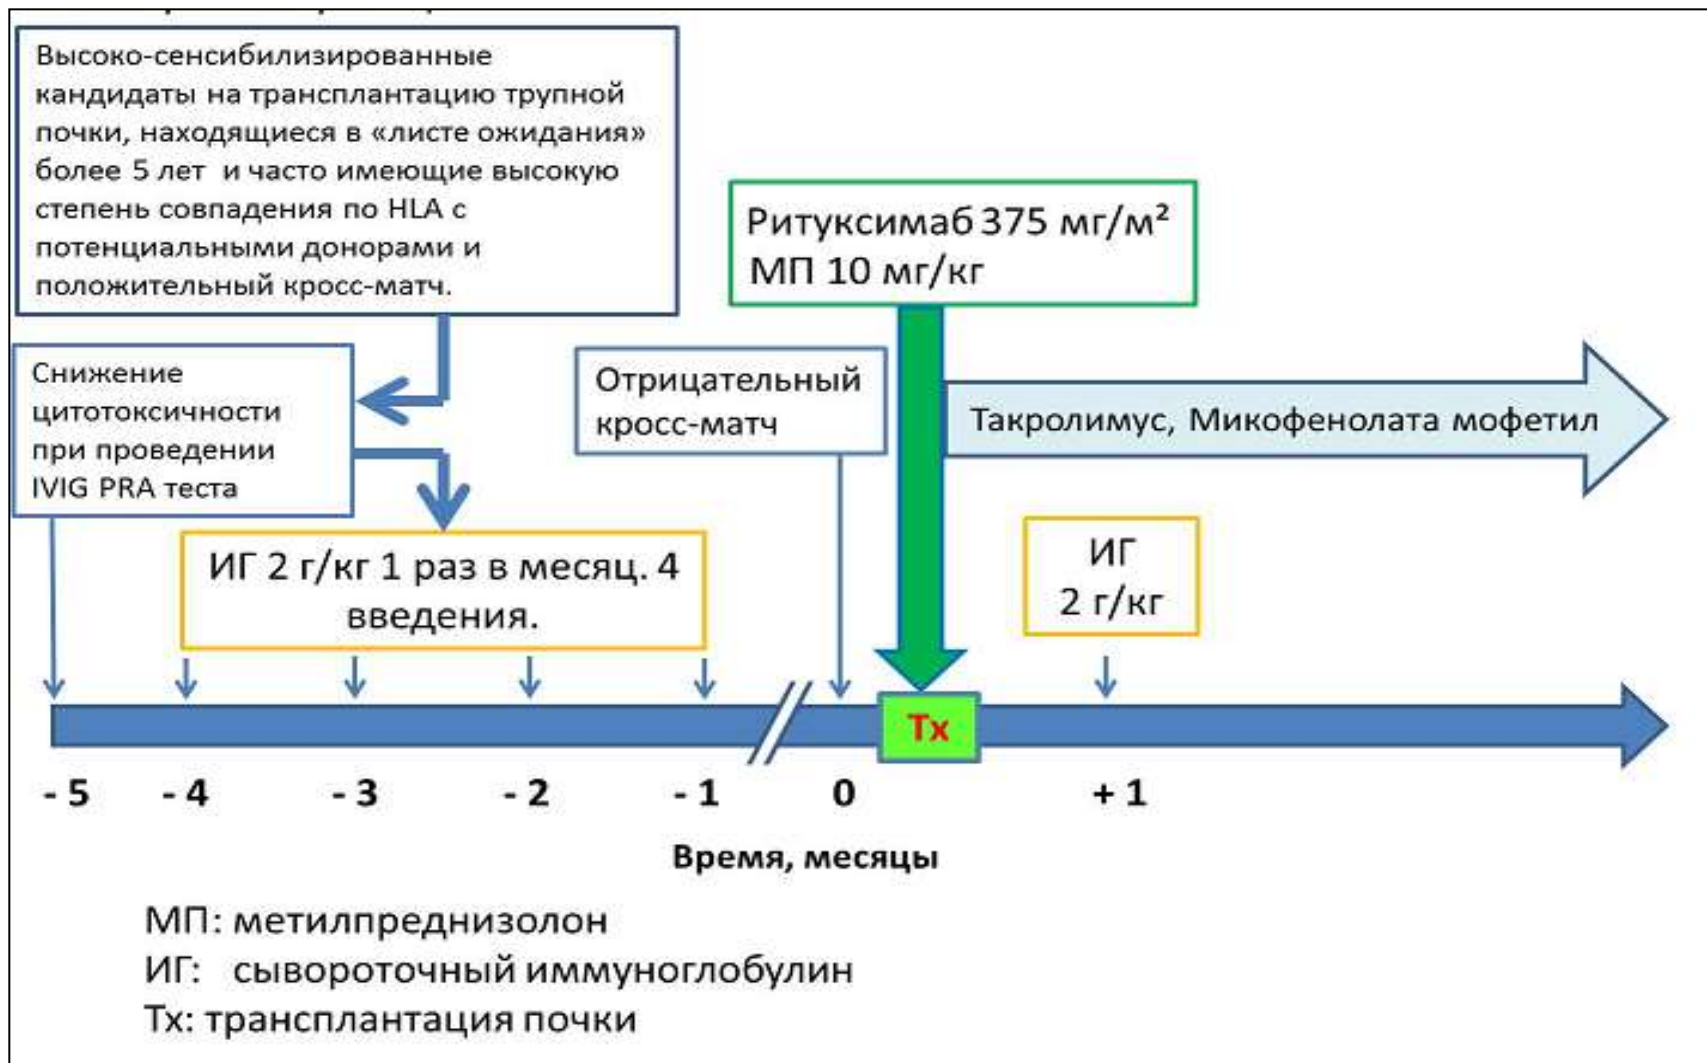 Высоко-сенсибилизированные
кандидаты на трансплантацию трупной
почки, находящиеся в «листе ожидания»
более 5 лет и часто имеющие высокую
степень совпадения по HLA с
потенциальными донорами и
положительный кросс-матч.
Ритуксимаб 375 мг/м²
МП 10 мг/кг
Снижение
цитотоксичности
при проведении
IVIG PRA теста
Отрицательный
кросс-матч
Такролимус, Микофенолата мофетил
ИГ 2 г/кг 1 раз в месяц. 4
введения.
ИГ
2 г/кг
Tx
- 5 - 4 - 3 - 2 - 1 0 + 1
Время, месяцы
МП: метилпреднизолон
ИГ: сывороточный иммуноглобулин
Тх: трансплантация почки